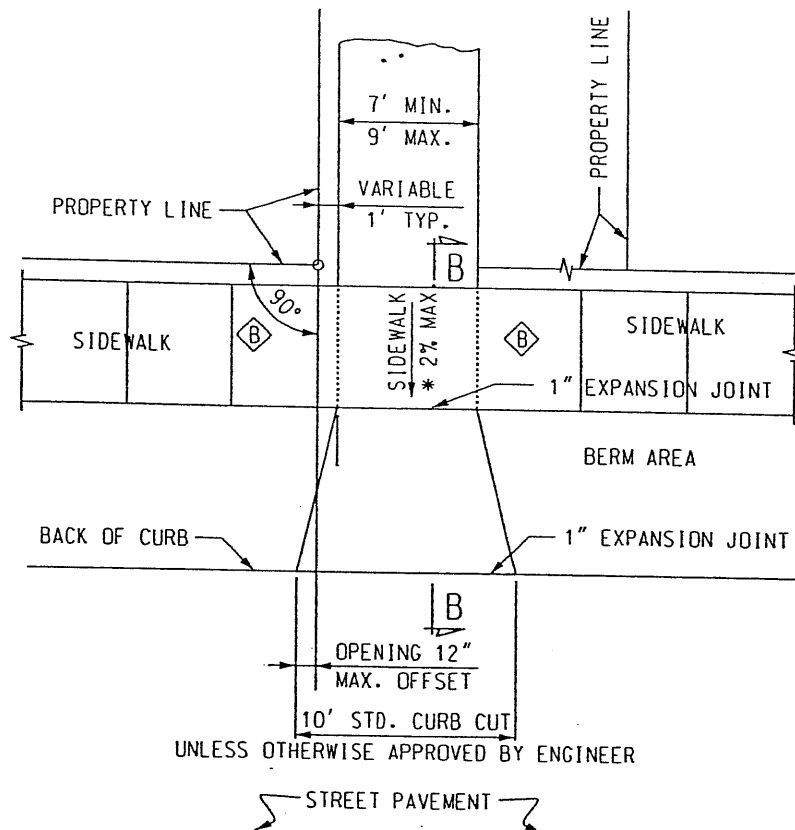 7' MIN.
9' MAX.
PROPERTY LINE
VARIABLE
1' TYP.
PROPERTY LINE
B
90°
SIDEWALK
B
SIDEWALK
* 2% MAX
B
SIDEWALK
1" EXPANSION JOINT
BERM AREA
BACK OF CURB
1" EXPANSION JOINT
B
OPENING 12"
MAX. OFFSET
10' STD. CURB CUT
UNLESS OTHERWISE APPROVED BY ENGINEER
STREET PAVEMENT